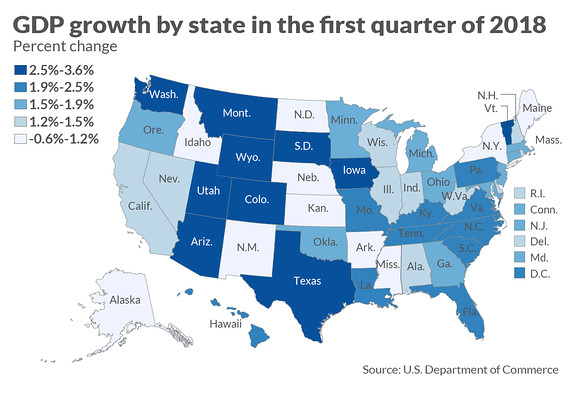 GDP growth by state in the first quarter of 2018
Percent change
2.5%-3.6%
1.9%-2.5%
1.5%-1.9%
1.2%-1.5%
-0.6%-1.2%
Wash.
Mont.
N.D.
Minn.
N.H.
Vt.
Maine
Ore.
Idaho
S.D.
Wis.
Mich.
N.Y.
Mass.
Wyo.
Neb.
Iowa
Ill.
Ind.
Ohio
Pa.
Nev.
Utah
Colo.
Kan.
Mo.
W.Va.
Va.
Ky.
Calif.
Ariz.
N.M.
Okla.
Ark.
Tenn.
N.C.
S.C.
Texas
La.
Miss.
Ala.
Ga.
Fla.
Alaska
Hawaii
R.I.
Conn.
N.J.
Del.
Md.
D.C.
Source: U.S. Department of Commerce